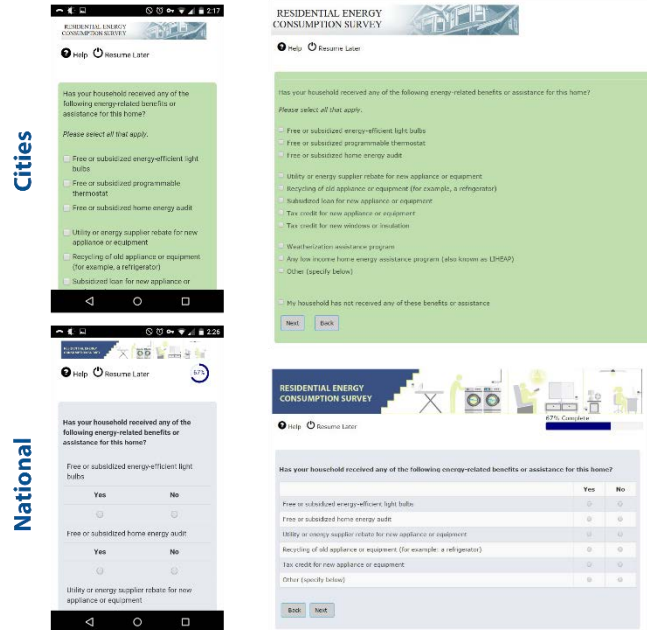 Cities
2:17
RESIDENTIAL ENERGY
CONSUMPTION SURVEY
Help Resume Later
Has your household received any of the
following energy-related benefits or
assistance for this home?
Please select all that apply.
Free or subsidized energy-efficient light
bulbs
Free or subsidized programmable
thermostat
Free or subsidized home energy audit
Utility or energy supplier rebate for new
appliance or equipment
Recycling of old appliance or equipment
(for example, a refrigerator)
Subsidized loan for new appliance or
RESIDENTIAL ENERGY
CONSUMPTION SURVEY
Help Resume Later
Has your household received any of the following energy-related benefits or assistance for this home?
Please select all that apply.
Free or subsidized energy-efficient light bulbs
Free or subsidized programmable thermostat
Free or subsidized home energy audit
Utility or energy supplier rebate for new appliance or equipment
Recycling of old appliance or equipment (for example, a refrigerator)
Subsidized loan for new appliance or equipment
Tax credit for new appliance or equipment
Tax credit for new windows or insulation
Weatherization assistance program
Any low income home energy assistance program (also known as LIHEAP)
Other (specify below)
My household has not received any of these benefits or assistance
Next Back
National
2:26
Help Resume Later
67%
Has your household received any of the
following energy-related benefits or
assistance for this home?
Free or subsidized energy-efficient light
bulbs
Yes No
Free or subsidized home energy audit
Yes No
Utility or energy supplier rebate for new
appliance or equipment
RESIDENTIAL ENERGY
CONSUMPTION SURVEY
67% Complete
Help Resume Later
Has your household received any of the following energy-related benefits or assistance for this home?
Yes No
Free or subsidized energy-efficient light bulbs
Free or subsidized home energy audit
Utility or energy supplier rebate for new appliance or equipment
Recycling of old appliance or equipment (for example: a refrigerator)
Tax credit for new appliance or equipment
Other (specify below)
Back Next